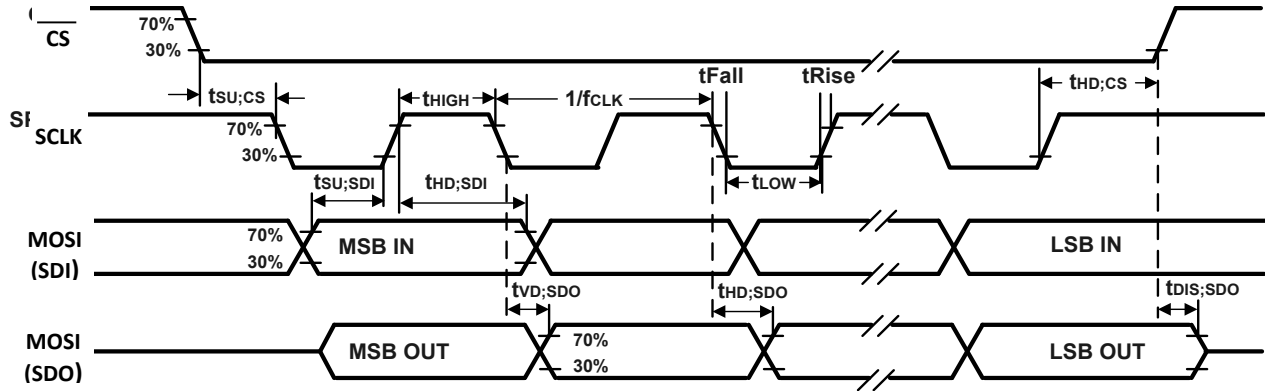 CS
70%
30%
tSU;CS
tHIGH
1/fCLK
tFall
tRise
tHD;CS
SCLK
70%
30%
tSU;SDI
tHD;SDI
tLOW
MOSI
(SDI)
70%
30%
MSB IN
LSB IN
tVD;SDO
tHD;SDO
tDIS;SDO
MOSI
(SDO)
MSB OUT
70%
30%
LSB OUT